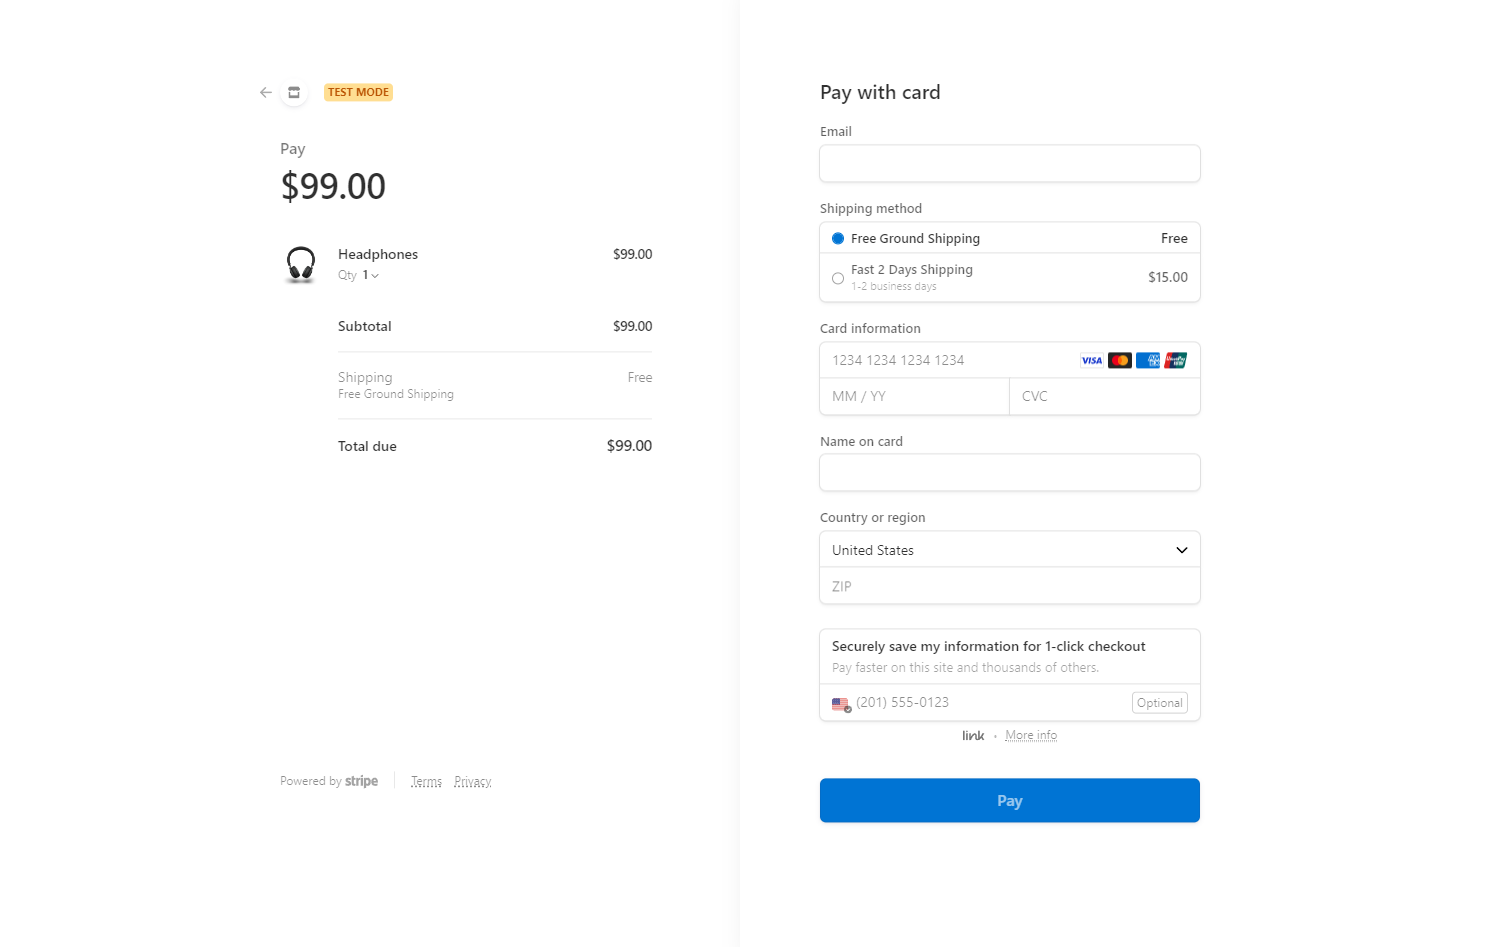 TEST MODE
Pay
$99.00
Headphones $99.00
Qty 1
Subtotal $99.00
Shipping Free
Free Ground Shipping
Total due $99.00
Powered by stripe Terms Privacy
Pay with card
Email
Shipping method
Free Ground Shipping Free
Fast 2 Days Shipping $15.00
1-2 business days
Card information
1234 1234 1234 1234 VISA AMEX UnionPay
MM / YY CVC
Name on card
Country or region
United States
ZIP
Securely save my information for 1-click checkout
Pay faster on this site and thousands of others.
(201) 555-0123 Optional
link · More info
Pay